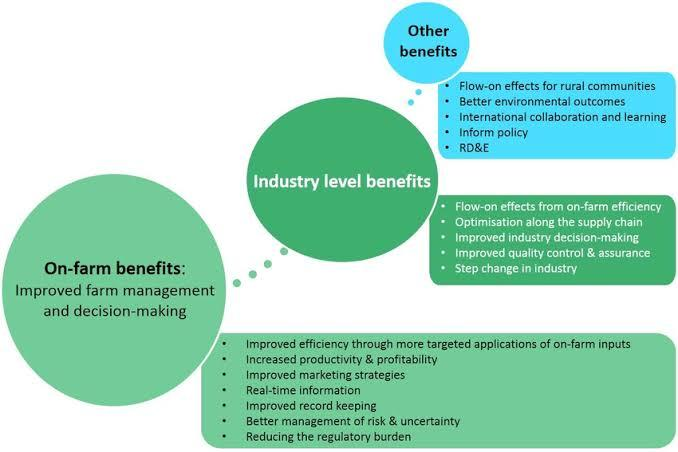 Other
benefits
• Flow-on effects for rural communities
• Better environmental outcomes
• International collaboration and learning
• Inform policy
• RD&E
Industry level benefits
• Flow-on effects from on-farm efficiency
• Optimisation along the supply chain
• Improved industry decision-making
• Improved quality control & assurance
• Step change in industry
On-farm benefits:
Improved farm management
and decision-making
• Improved efficiency through more targeted applications of on-farm inputs
• Increased productivity & profitability
• Improved marketing strategies
• Real-time information
• Improved record keeping
• Better management of risk & uncertainty
• Reducing the regulatory burden